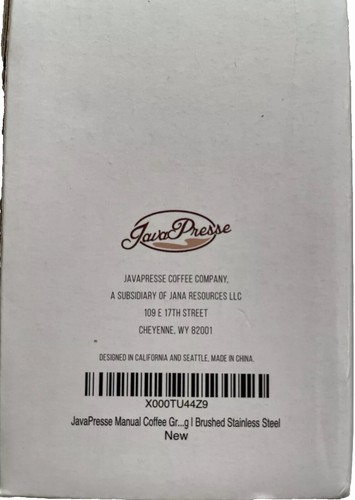 JavaPresse
JAVAPRESSE COFFEE COMPANY,
A SUBSIDIARY OF JANA RESOURCES LLC
109 E 17TH STREET
CHEYENNE, WY 82001
DESIGNED IN CALIFORNIA AND SEATTLE, MADE IN CHINA.
X000TU44Z9
JavaPresse Manual Coffee Gr...g | Brushed Stainless Steel
New